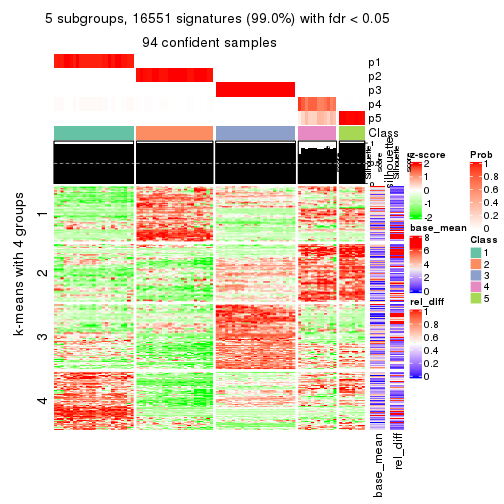 5 subgroups, 16551 signatures (99.0%) with fdr < 0.05
94 confident samples
p1
p2
p3
p4
p5
Class
silhouette
k-means with 4 groups
1
2
3
4
base_mean
rel_diff
z-score
2
1
0
-1
-2
base_mean
8
6
4
2
0
rel_diff
1
0.8
0.6
0.4
0.2
0
Prob
1
0.8
0.6
0.4
0.2
0
Class
1
2
3
4
5